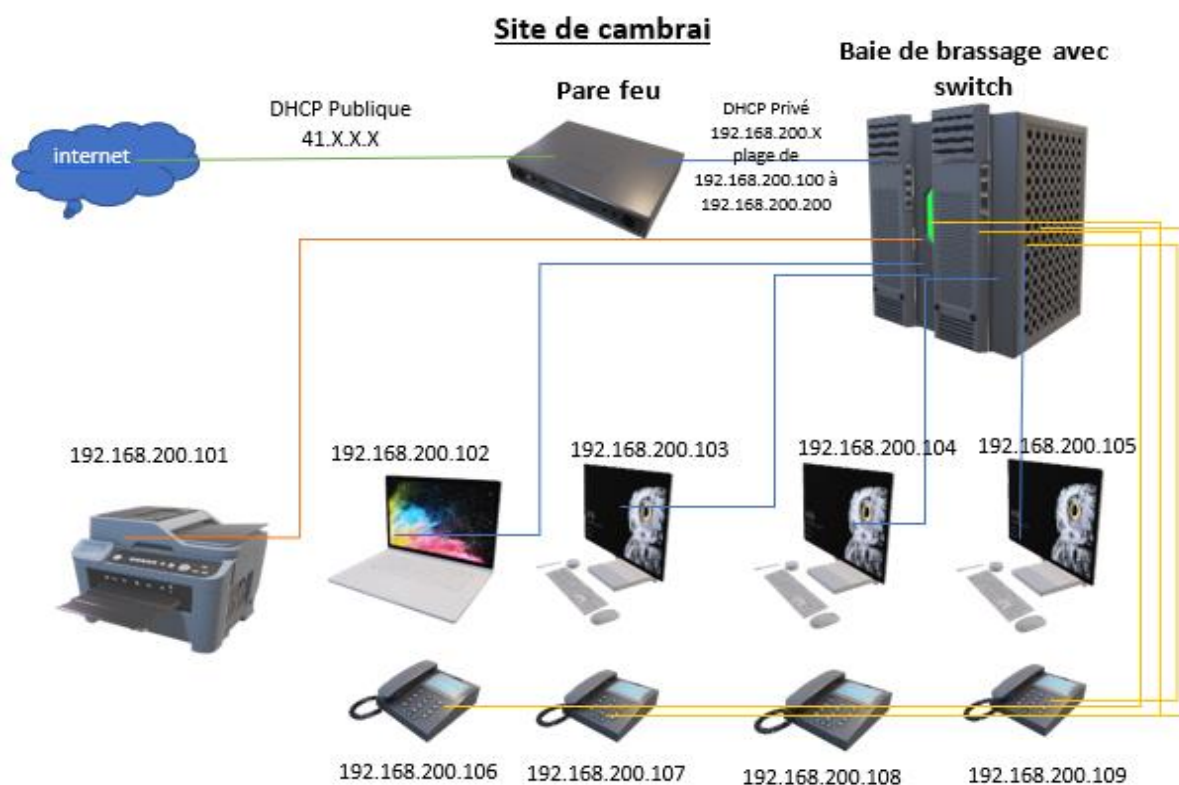 Site de cambrai
Baie de brassage avec
switch
Pare feu
DHCP Publique
41.X.X.X
DHCP Privé
192.168.200.X
plage de
192.168.200.100 à
192.168.200.200
internet
192.168.200.101
192.168.200.102
192.168.200.103
192.168.200.104
192.168.200.105
192.168.200.106
192.168.200.107
192.168.200.108
192.168.200.109